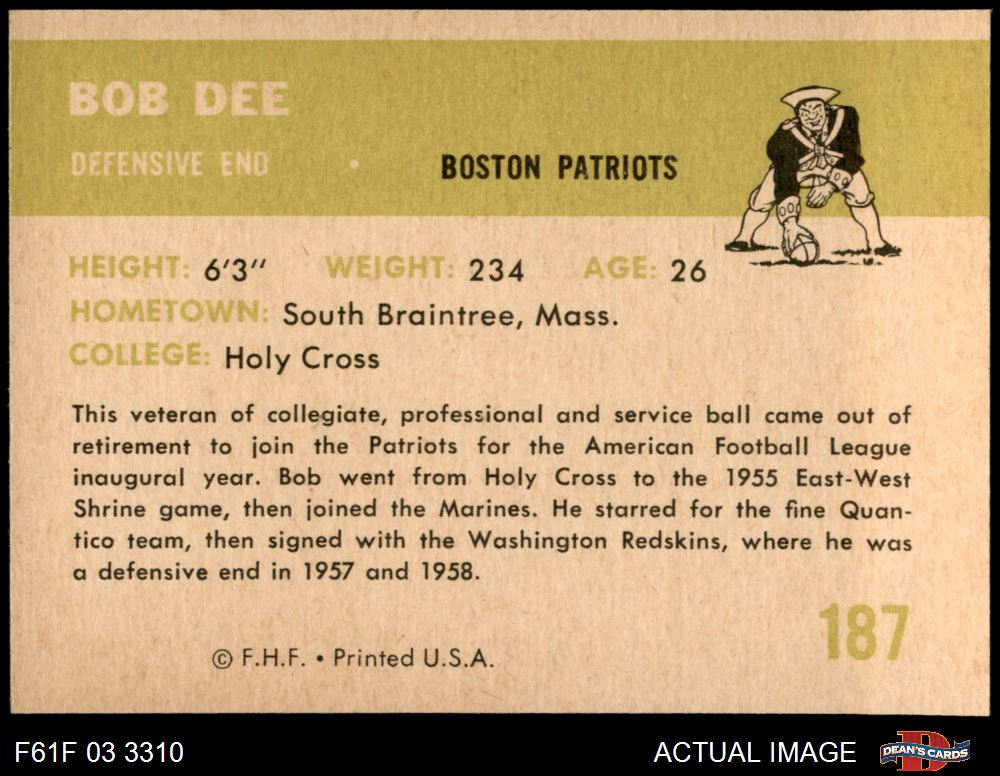 BOB DEE
DEFENSIVE END • BOSTON PATRIOTS
HEIGHT: 6'3" WEIGHT: 234 AGE: 26
HOMETOWN: South Braintree, Mass.
COLLEGE: Holy Cross
This veteran of collegiate, professional and service ball came out of
retirement to join the Patriots for the American Football League
inaugural year. Bob went from Holy Cross to the 1955 East-West
Shrine game, then joined the Marines. He starred for the fine Quan-
tico team, then signed with the Washington Redskins, where he was
a defensive end in 1957 and 1958.
187
© F.H.F. • Printed U.S.A.
F61F 03 3310
ACTUAL IMAGE
D
DEAN'S CARDS